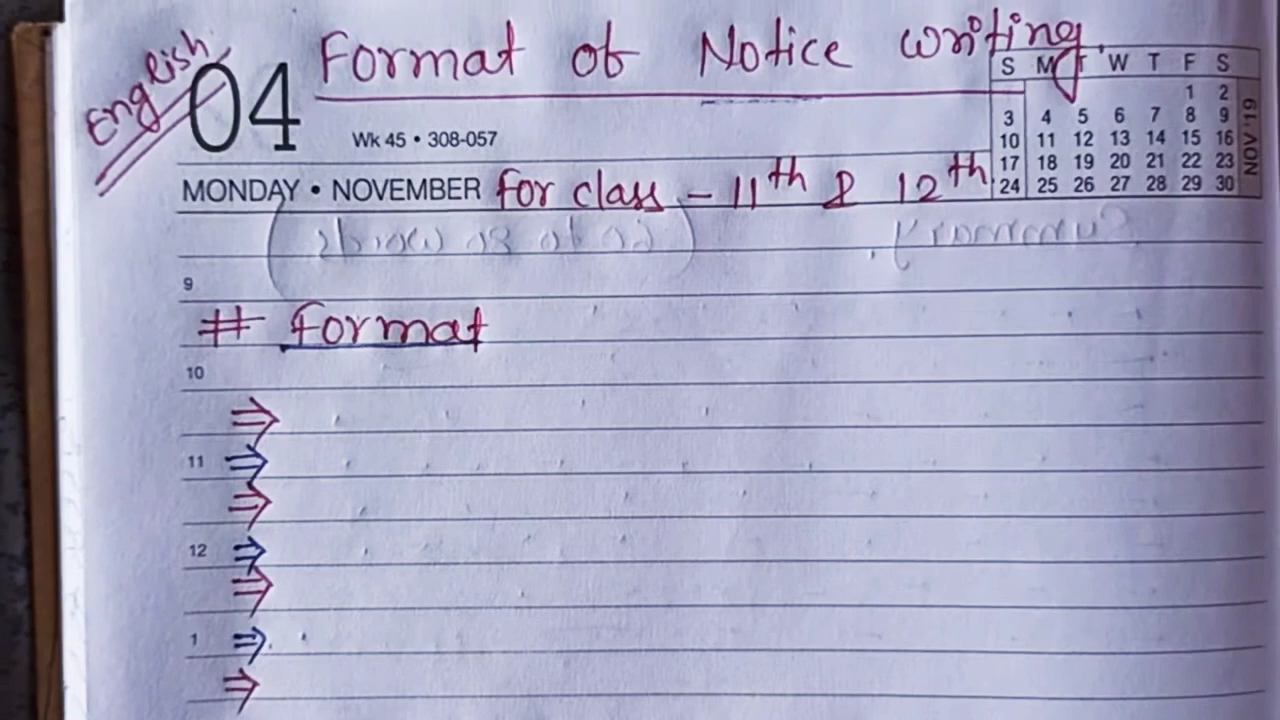 English
Format of Notice writing.
04
S M T W T F S
1 2
Wk 45 • 308-057
3 4 5 6 7 8 9
10 11 12 13 14 15 16
17 18 19 20 21 22 23
24 25 26 27 28 29 30
NOV '19
MONDAY • NOVEMBER for class - 11th & 12th
9
# Format
10
⇒
11 ⇒
⇒
12 ⇒
⇒
1 ⇒
⇒